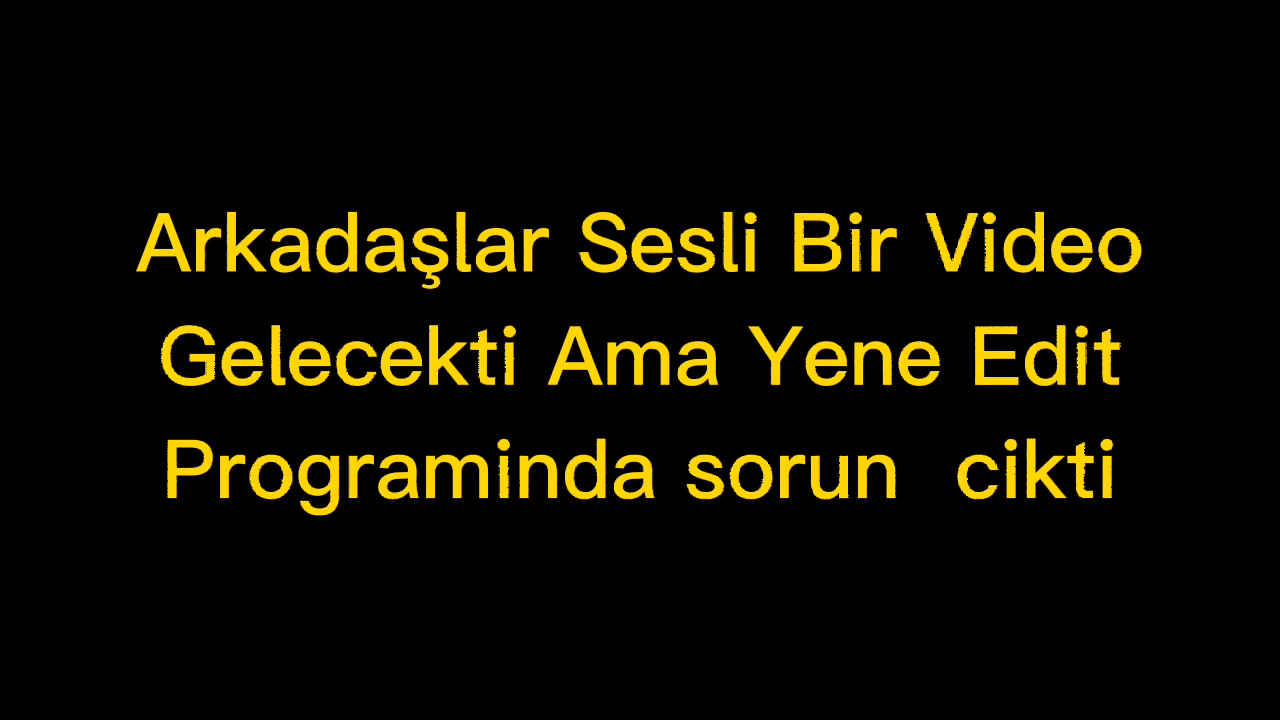 Arkadaşlar Sesli Bir Video
Gelecekti Ama Yene Edit
Programinda sorun  cikti